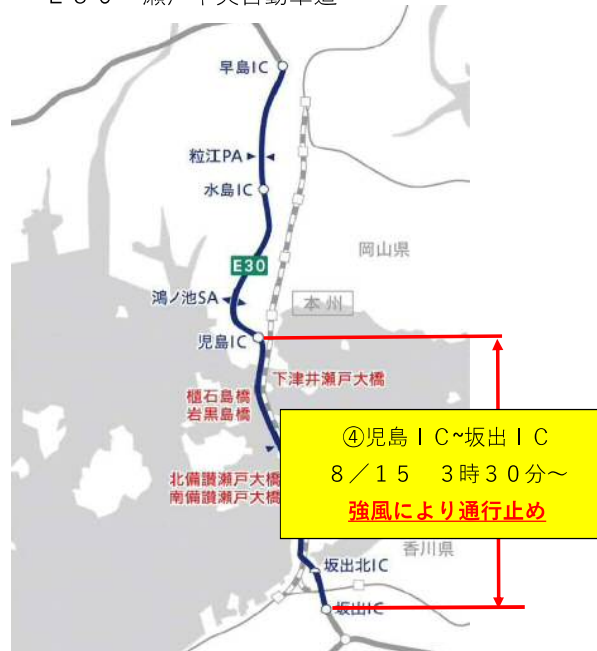 早島IC
粒江PA
水島IC
岡山県
E30
鴻ノ池SA
本州
児島IC
下津井瀬戸大橋
櫃石島橋
岩黒島橋
④児島ＩＣ~坂出ＩＣ
８／１５　３時３０分～
強風により通行止め
北備讃瀬戸大橋
南備讃瀬戸大橋
香川県
坂出北IC
坂出IC